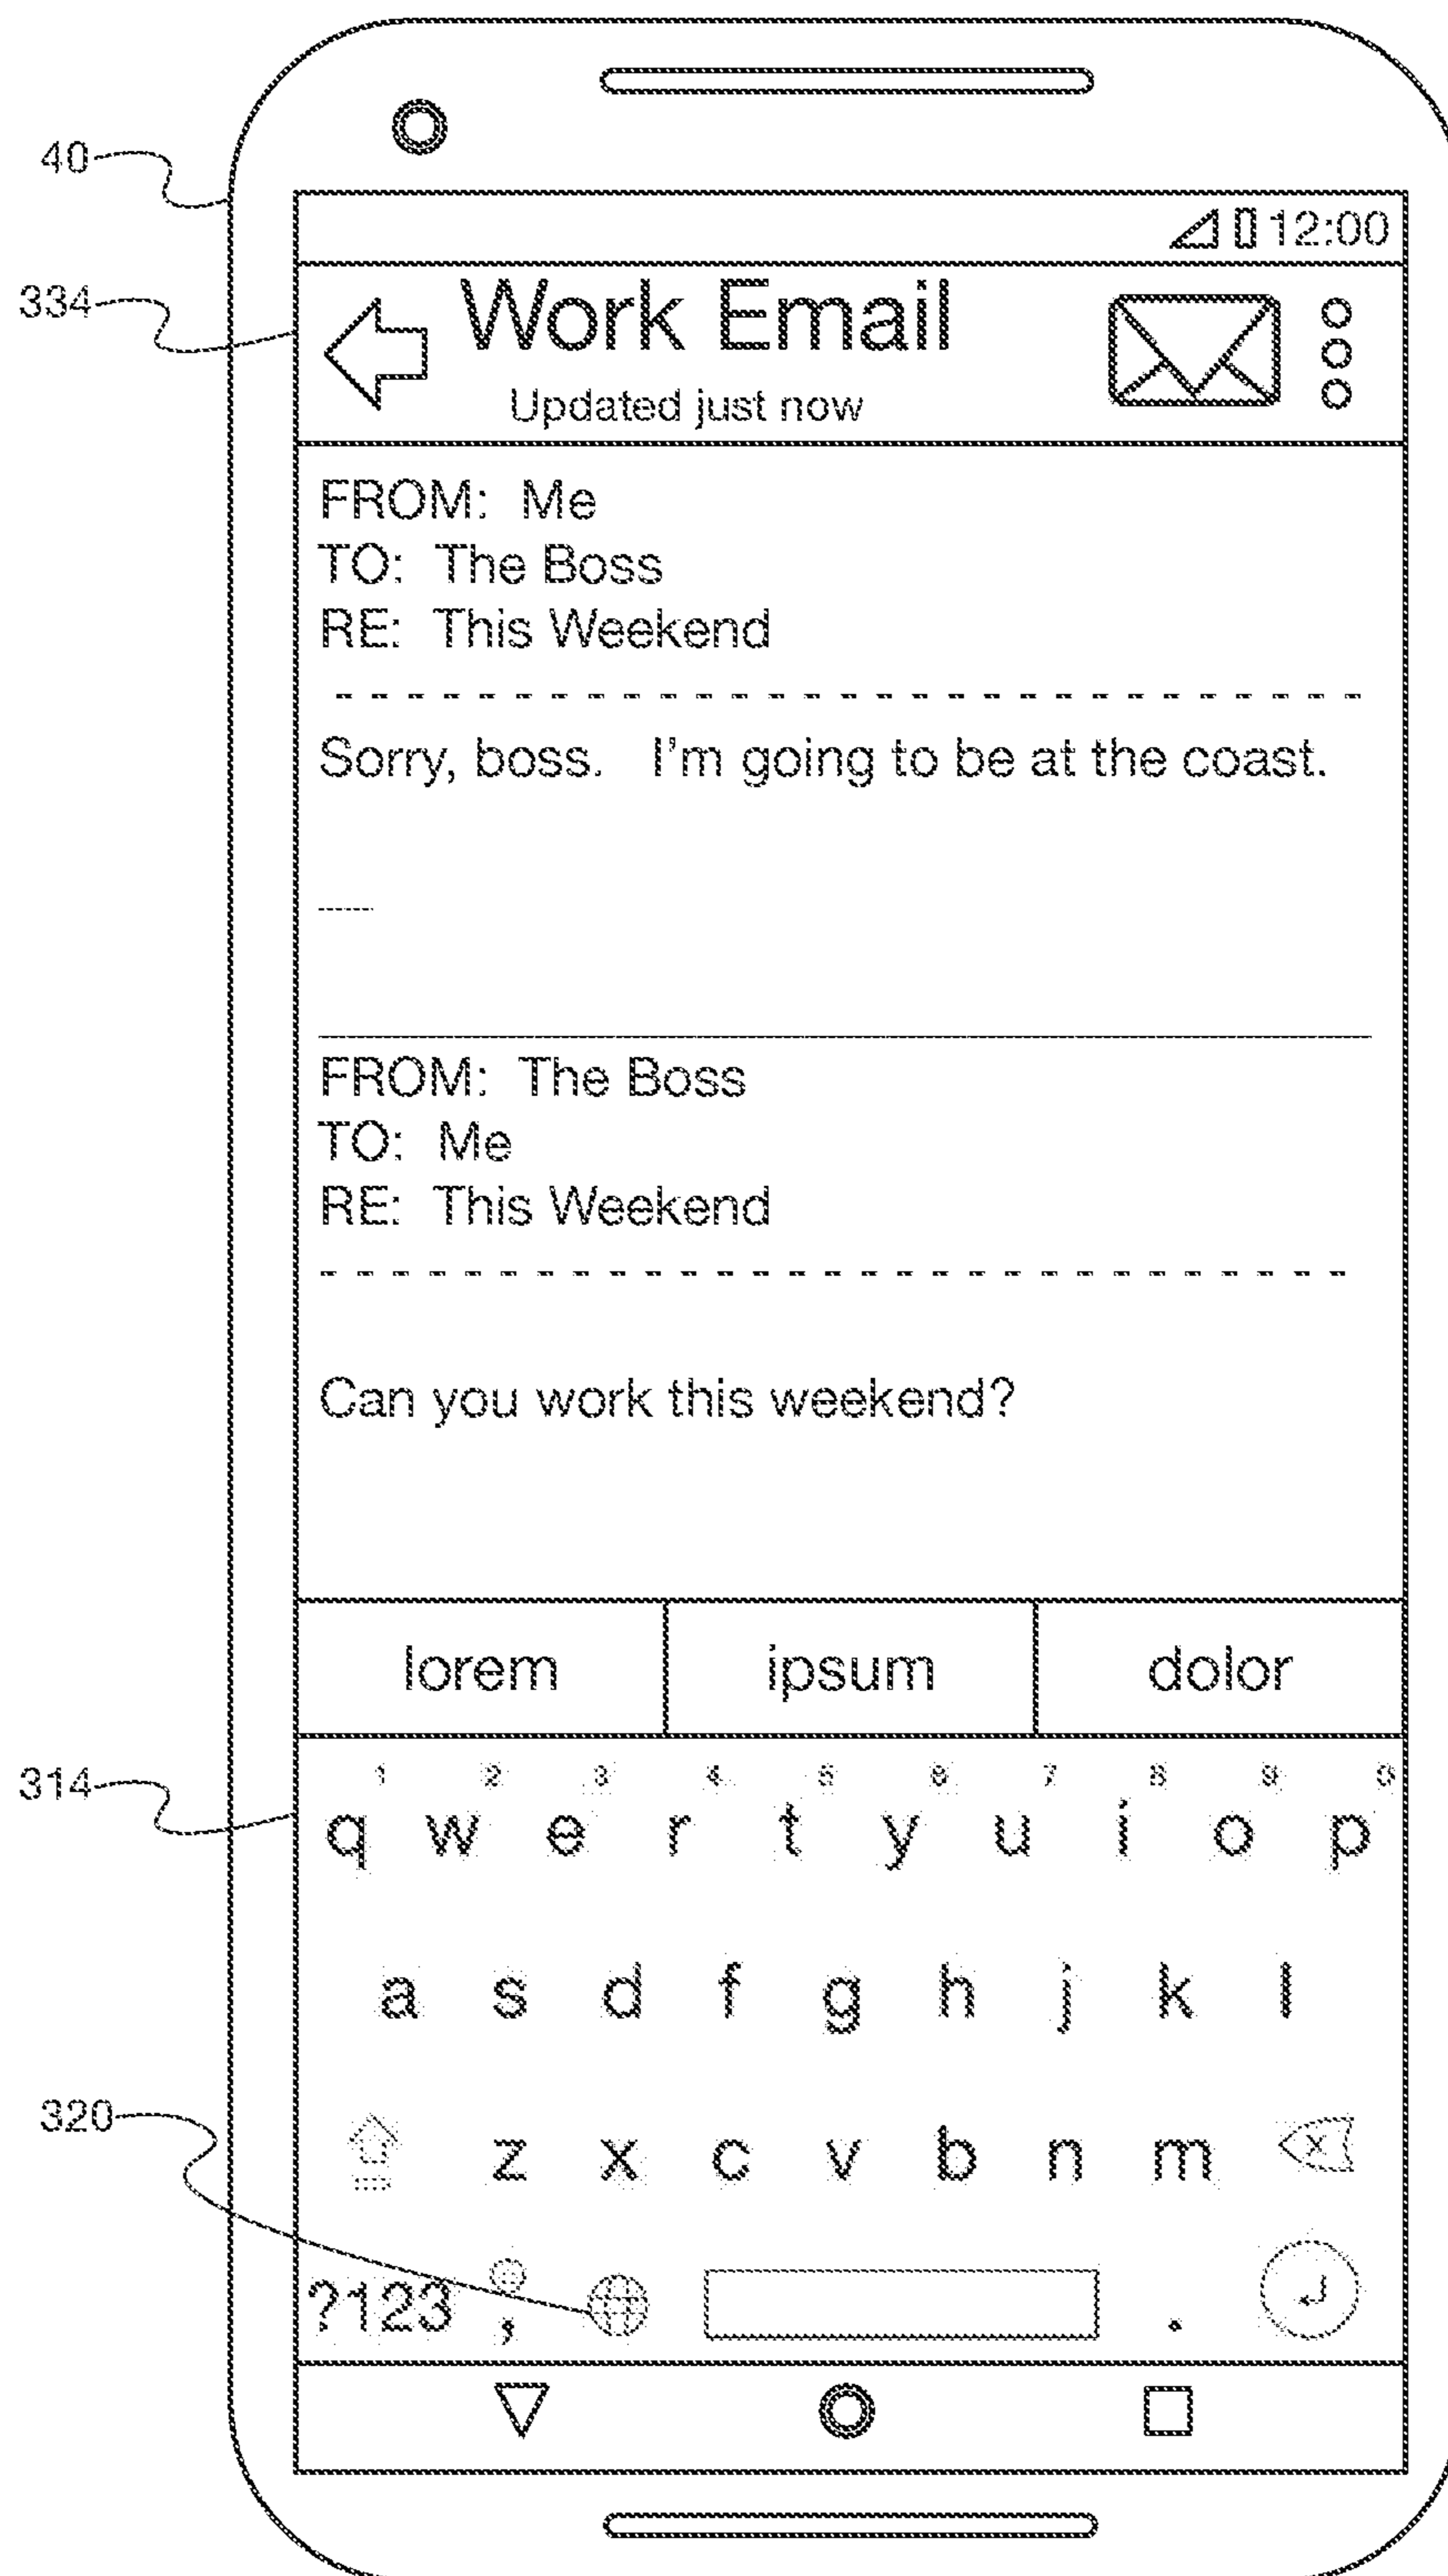 40
12:00
334
Work Email
Updated just now
FROM: Me
TO: The Boss
RE: This Weekend
Sorry, boss. I'm going to be at the coast.
FROM: The Boss
TO: Me
RE: This Weekend
Can you work this weekend?
lorem ipsum dolor
314
1 2 3 4 5 6 7 8 9
q w e r t y u i o p
a s d f g h j k l
320
z x c v b n m
?123 , .